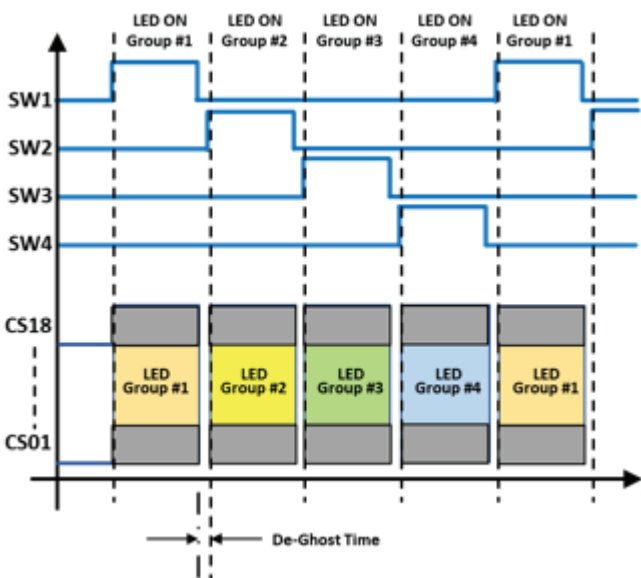 LED ON LED ON LED ON LED ON LED ON
Group #1 Group #2 Group #3 Group #4 Group #1
SW1
SW2
SW3
SW4
CS18
LED LED LED LED LED
Group #1 Group #2 Group #3 Group #4 Group #1
CS01
De-Ghost Time